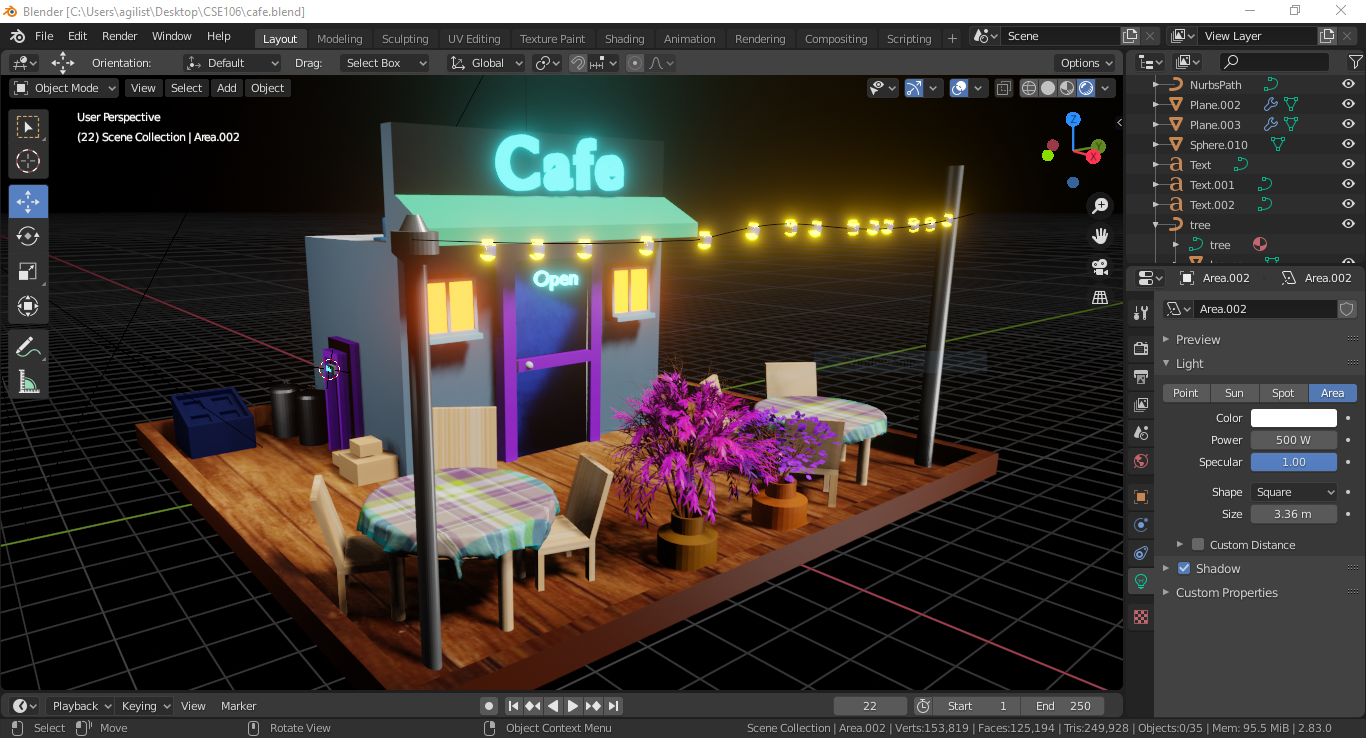 Blender [C:\Users\agilist\Desktop\CSE106\cafe.blend]
File Edit Render Window Help Layout Modeling Sculpting UV Editing Texture Paint Shading Animation Rendering Compositing Scripting + Scene View Layer
Orientation: Default Drag: Select Box Global Options
Object Mode View Select Add Object
User Perspective
(22) Scene Collection | Area.002
Z
Y
X
Cafe
Open
NurbsPath
Plane.002
Plane.003
Sphere.010
Text
Text.001
Text.002
tree
tree
Area.002 Area.002
Area.002
Preview
Light
Point Sun Spot Area
Color
Power 500 W
Specular 1.00
Shape Square
Size 3.36 m
Custom Distance
Shadow
Custom Properties
Playback Keying View Marker 22 Start 1 End 250
Select Move Rotate View Object Context Menu Scene Collection | Area.002 | Verts:153,819 | Faces:125,194 | Tris:249,928 | Objects:0/35 | Mem: 95.5 MiB | 2.83.0